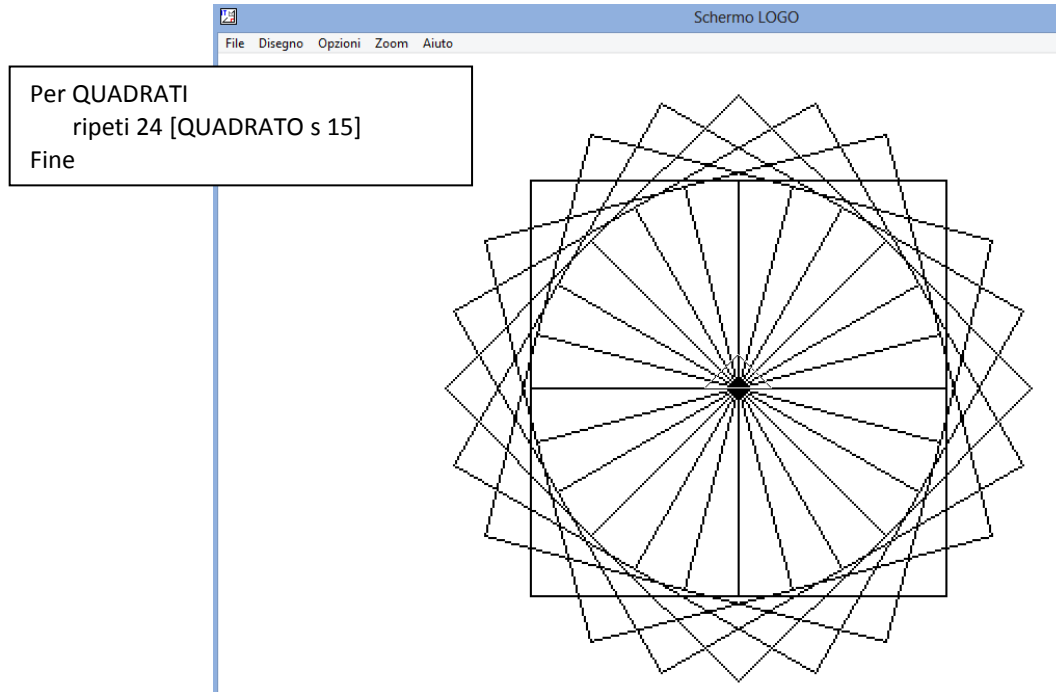 Schermo LOGO
File Disegno Opzioni Zoom Aiuto
Per QUADRATI
ripeti 24 [QUADRATO s 15]
Fine